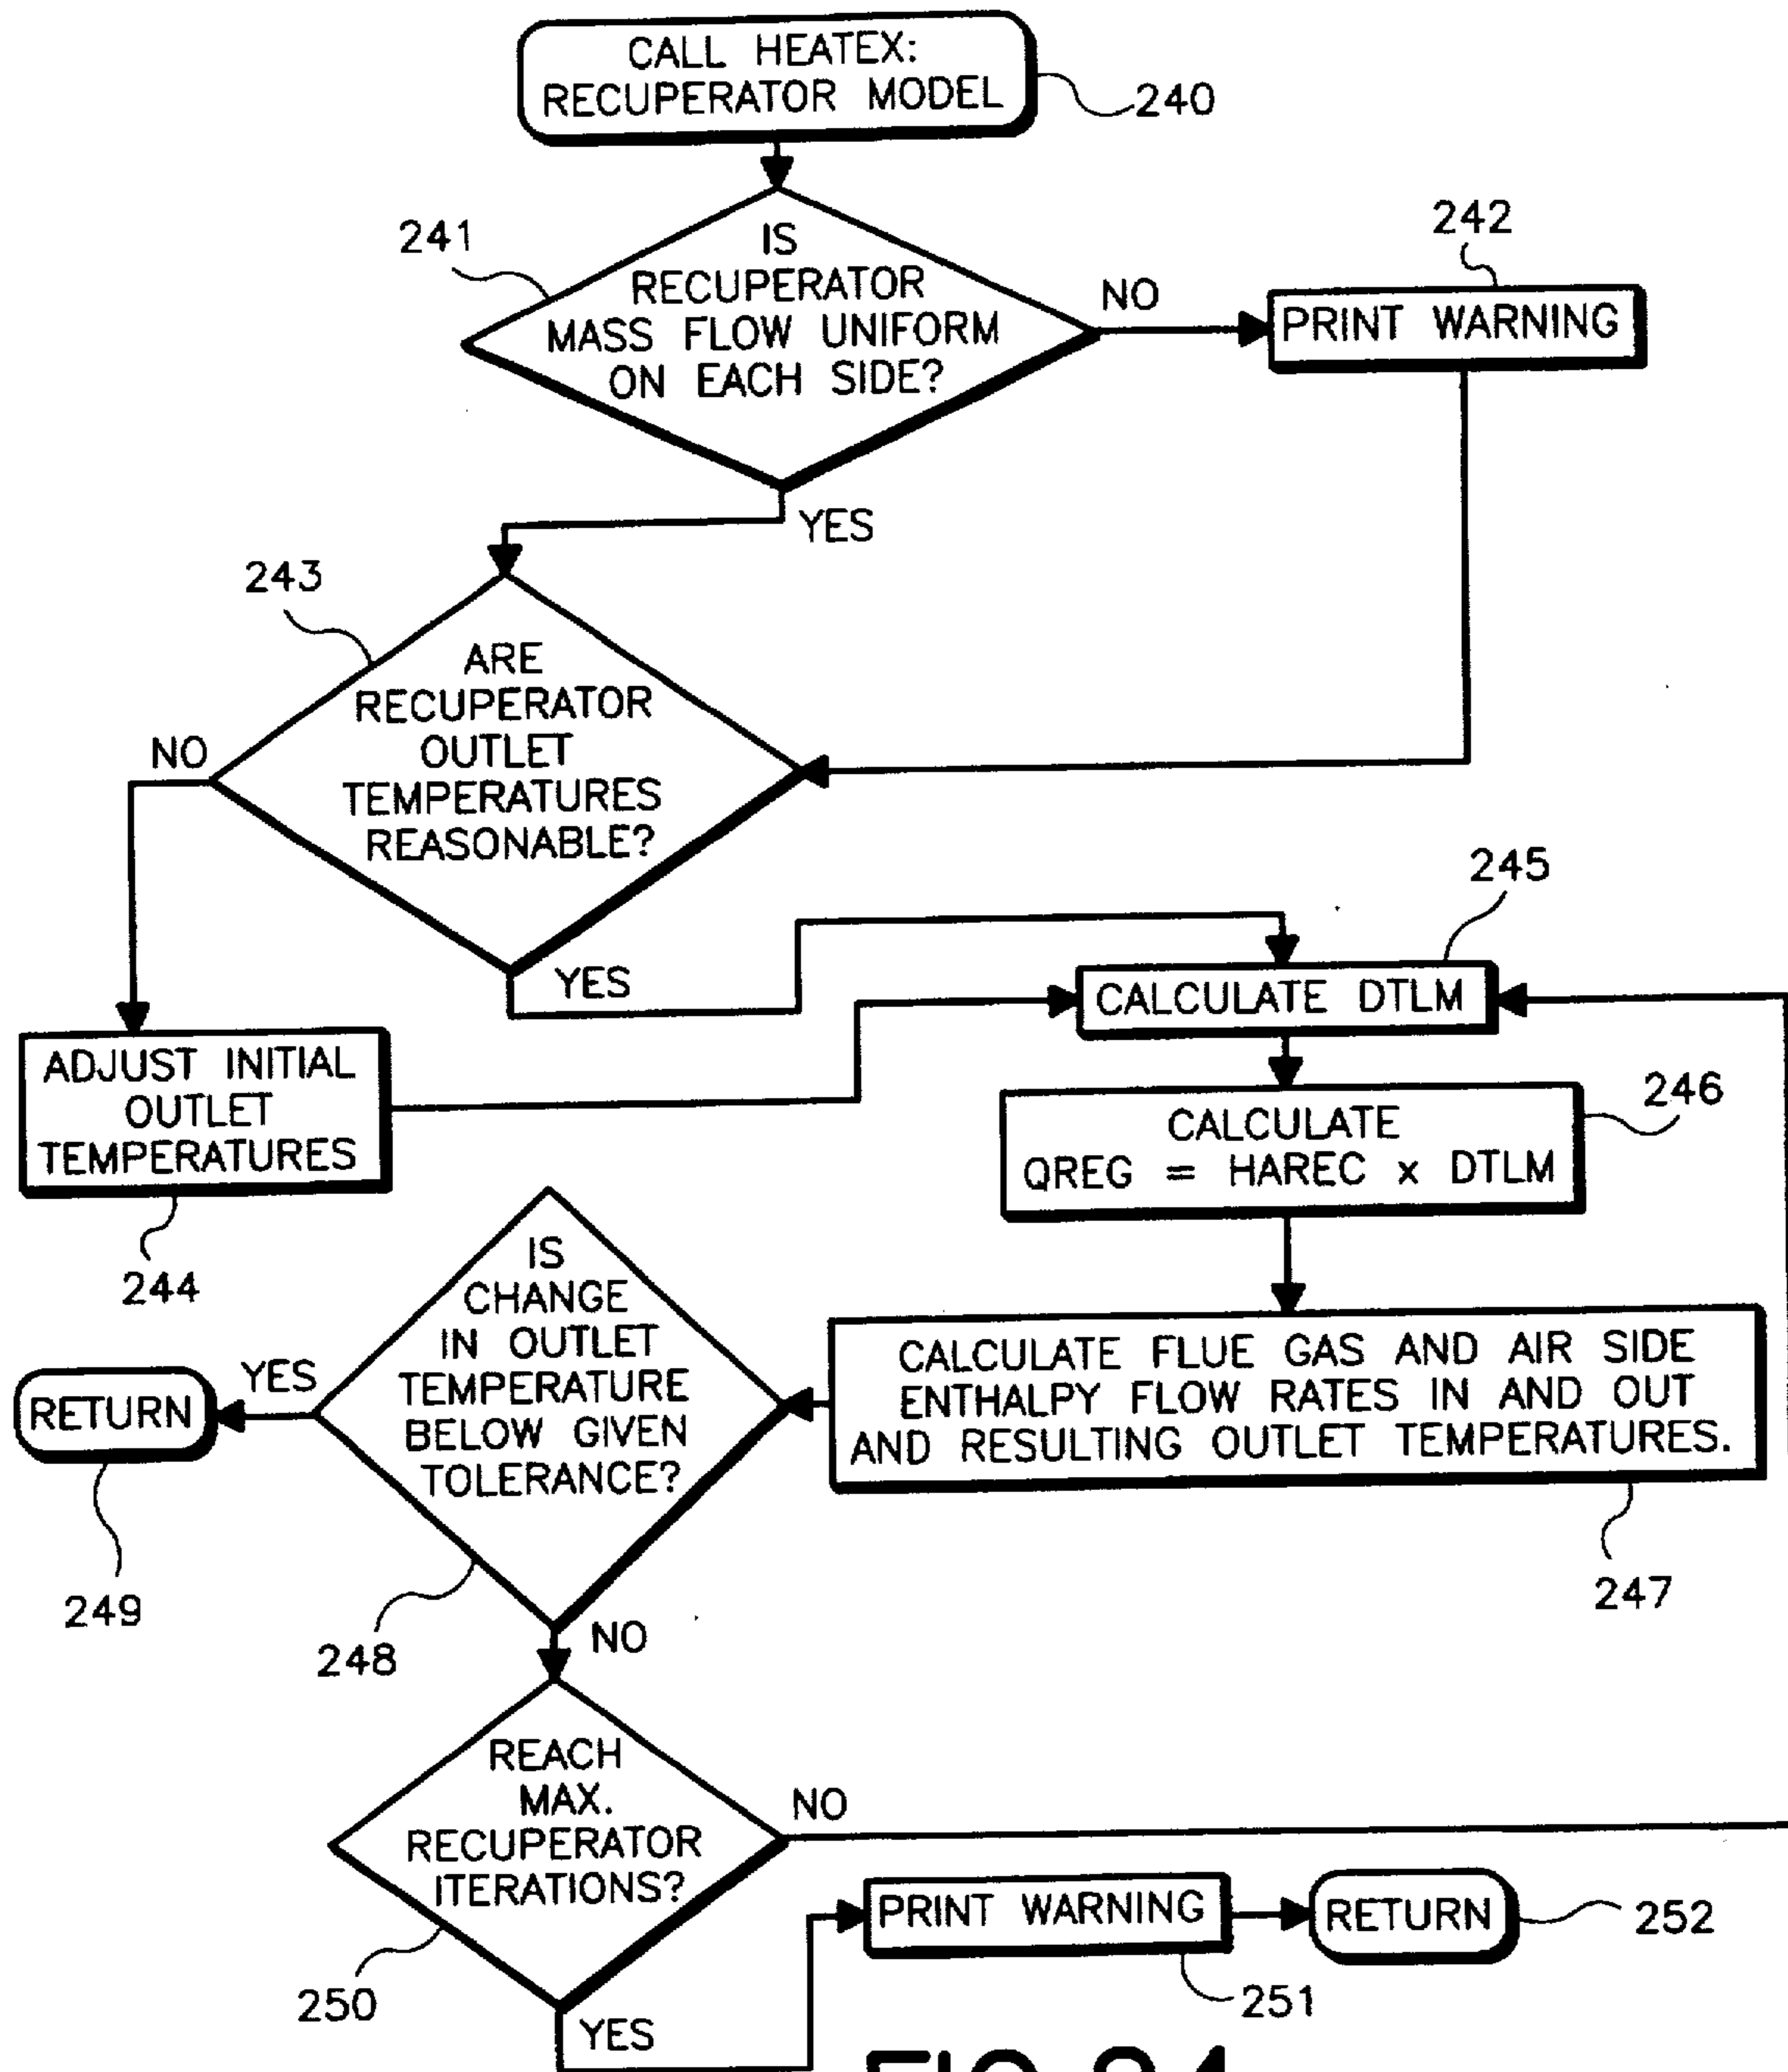 CALL HEATEX:
RECUPERATOR MODEL
240
241
IS
RECUPERATOR
MASS FLOW UNIFORM
ON EACH SIDE?
NO
242
PRINT WARNING
YES
243
ARE
RECUPERATOR
OUTLET
TEMPERATURES
REASONABLE?
NO
YES
245
CALCULATE DTLM
ADJUST INITIAL
OUTLET
TEMPERATURES
244
246
CALCULATE
QREG = HAREC x DTLM
CALCULATE FLUE GAS AND AIR SIDE
ENTHALPY FLOW RATES IN AND OUT
AND RESULTING OUTLET TEMPERATURES.
247
IS
CHANGE
IN OUTLET
TEMPERATURE
BELOW GIVEN
TOLERANCE?
YES
RETURN
249
248
NO
REACH
MAX.
RECUPERATOR
ITERATIONS?
NO
250
YES
PRINT WARNING
251
RETURN
252